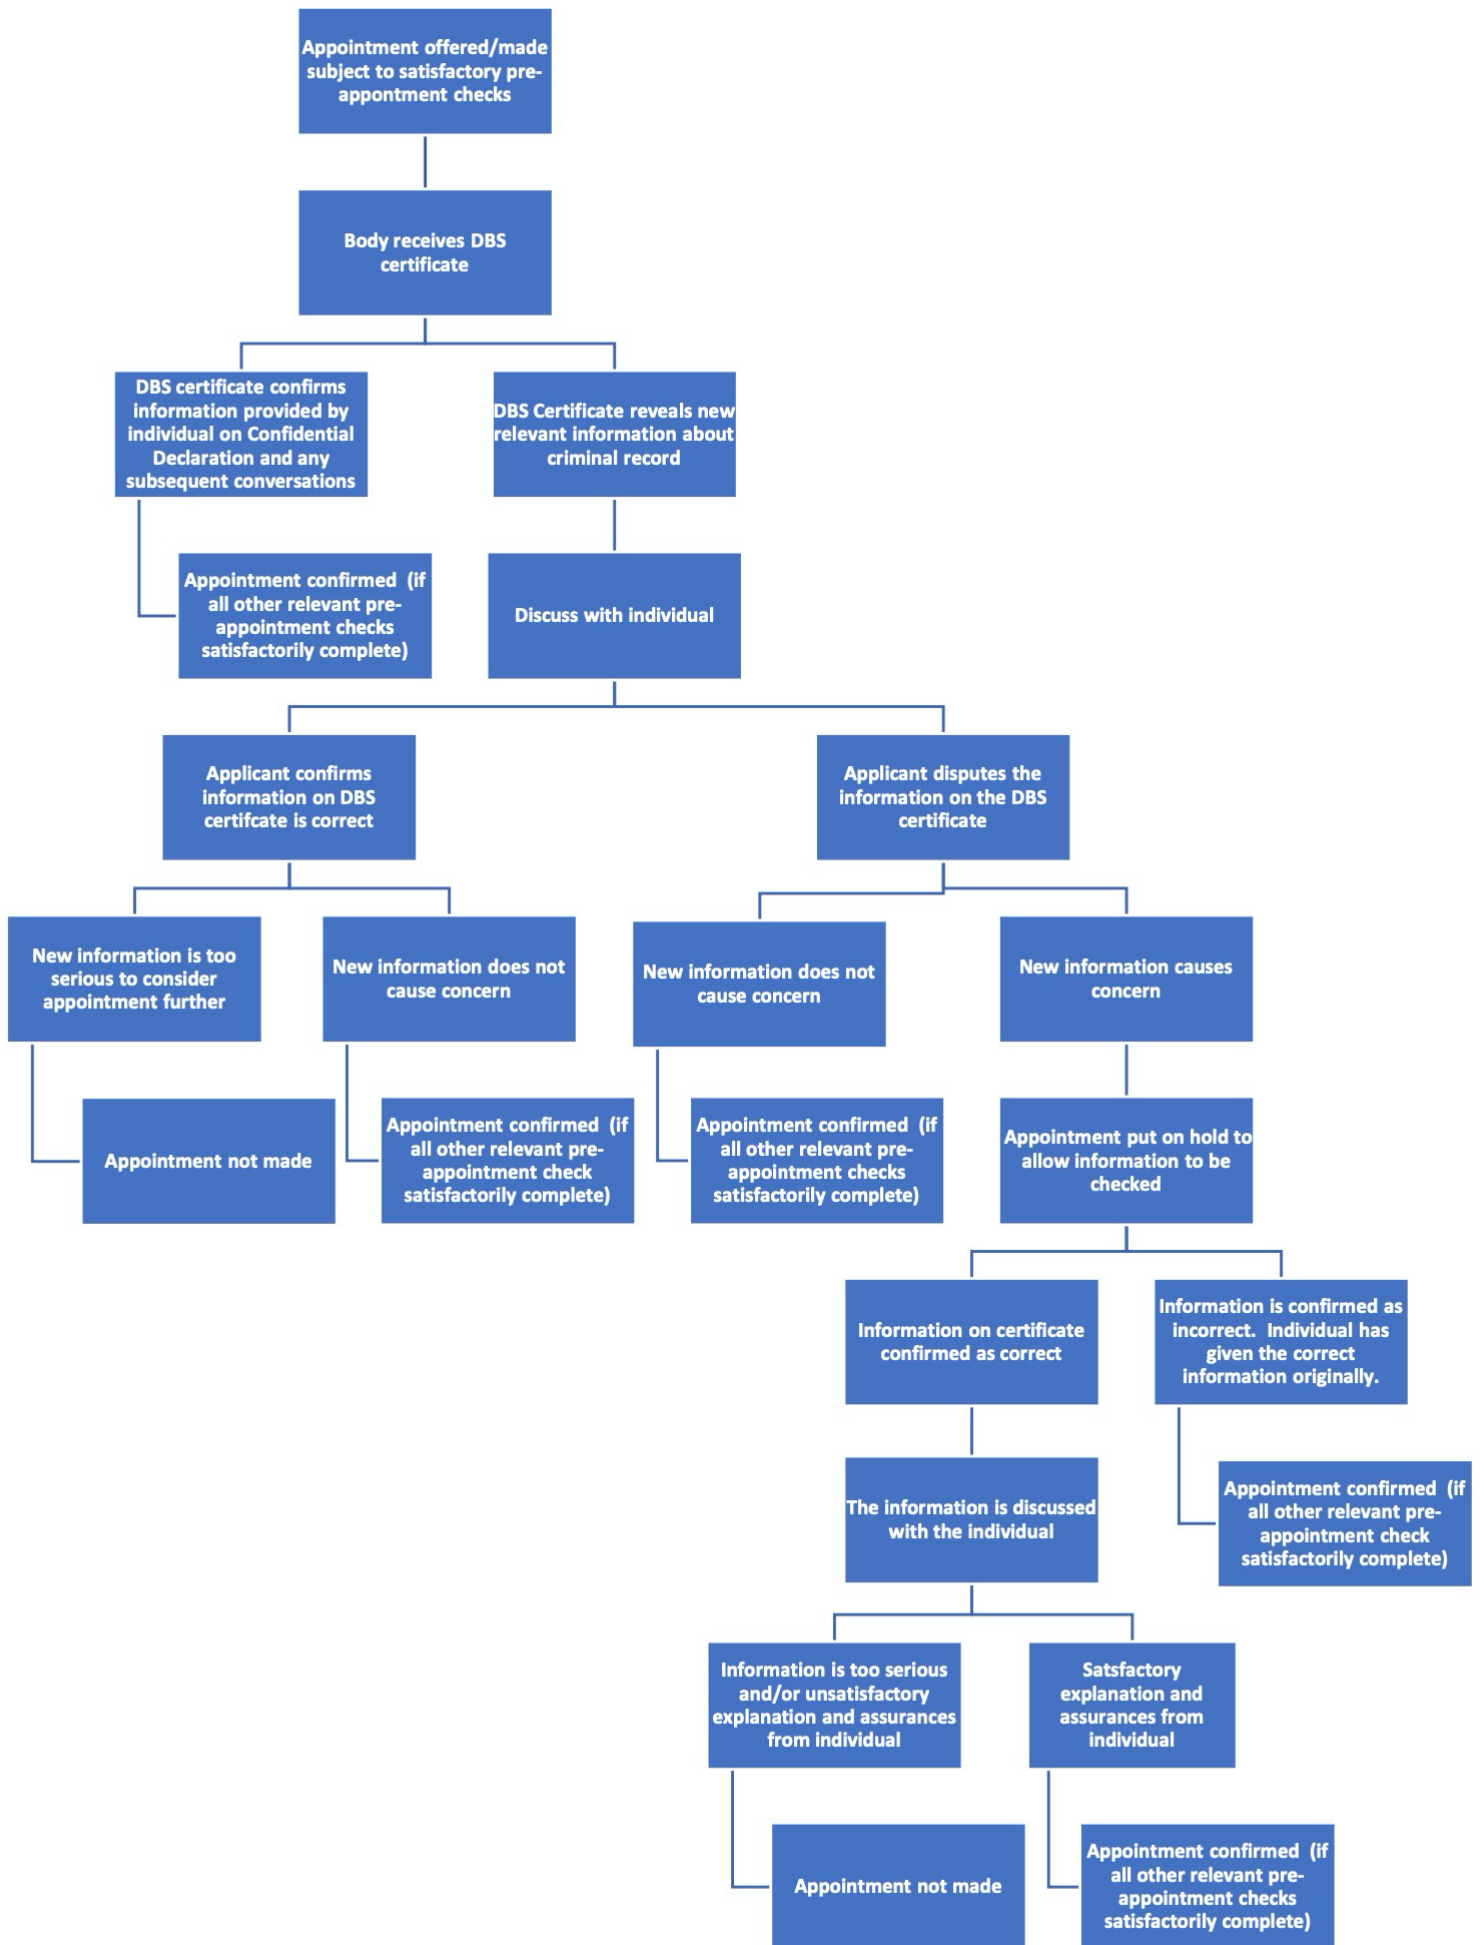 Appointment offered/made
subject to satisfactory pre-
appontment checks
Body receives DBS
certificate
DBS certificate confirms
information provided by
individual on Confidential
Declaration and any
subsequent conversations
DBS Certificate reveals new
relevant information about
criminal record
Appointment confirmed (if
all other relevant pre-
appointment checks
satisfactorily complete)
Discuss with individual
Applicant confirms
information on DBS
certifcate is correct
Applicant disputes the
information on the DBS
certificate
New information is too
serious to consider
appointment further
New information does not
cause concern
New information does not
cause concern
New information causes
concern
Appointment not made
Appointment confirmed (if
all other relevant pre-
appointment check
satisfactorily complete)
Appointment confirmed (if
all other relevant pre-
appointment checks
satisfactorily complete)
Appointment put on hold to
allow information to be
checked
Information on certificate
confirmed as correct
Information is confirmed as
incorrect. Individual has
given the correct
information originally.
The information is discussed
with the individual
Appointment confirmed (if
all other relevant pre-
appointment check
satisfactorily complete)
Information is too serious
and/or unsatisfactory
explanation and assurances
from individual
Satsfactory
explanation and
assurances from
individual
Appointment not made
Appointment confirmed (if
all other relevant pre-
appointment checks
satisfactorily complete)